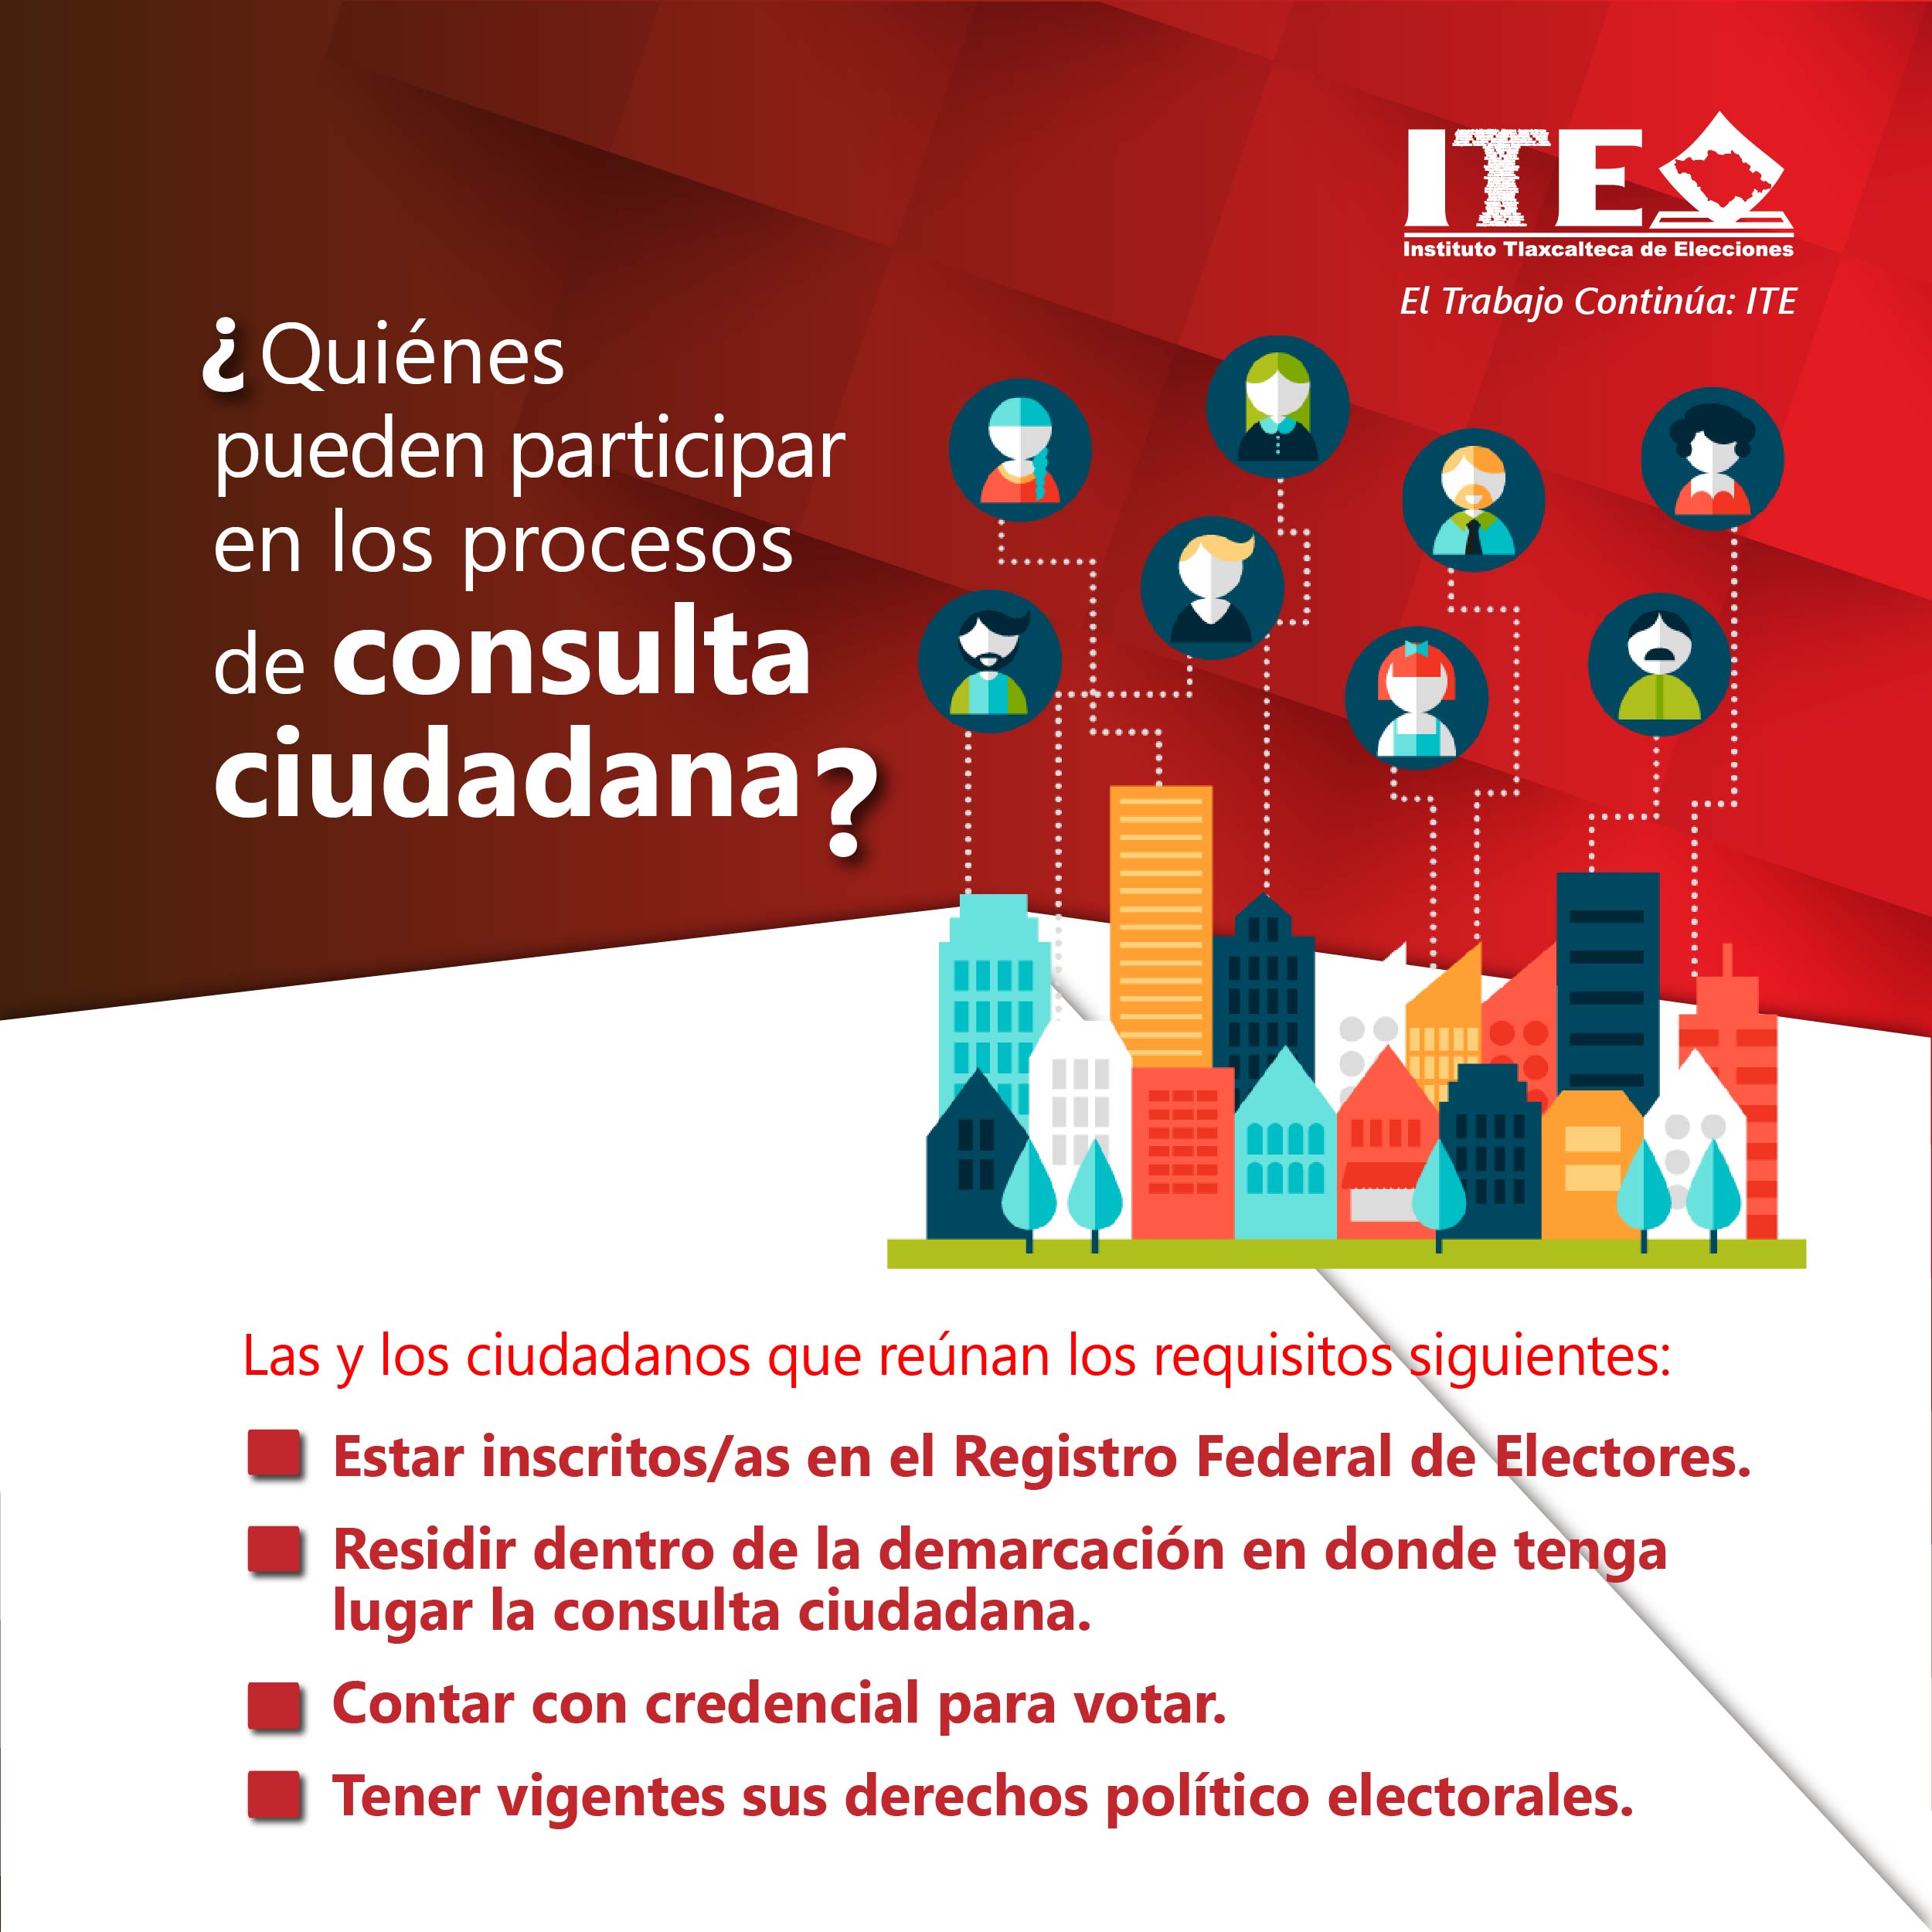 ITE
Instituto Tlaxcalteca de Elecciones
El Trabajo Continúa: ITE
¿Quiénes
pueden participar
en los procesos
de consulta
ciudadana?
Las y los ciudadanos que reúnan los requisitos siguientes:
Estar inscritos/as en el Registro Federal de Electores.
Residir dentro de la demarcación en donde tenga
lugar la consulta ciudadana.
Contar con credencial para votar.
Tener vigentes sus derechos político electorales.